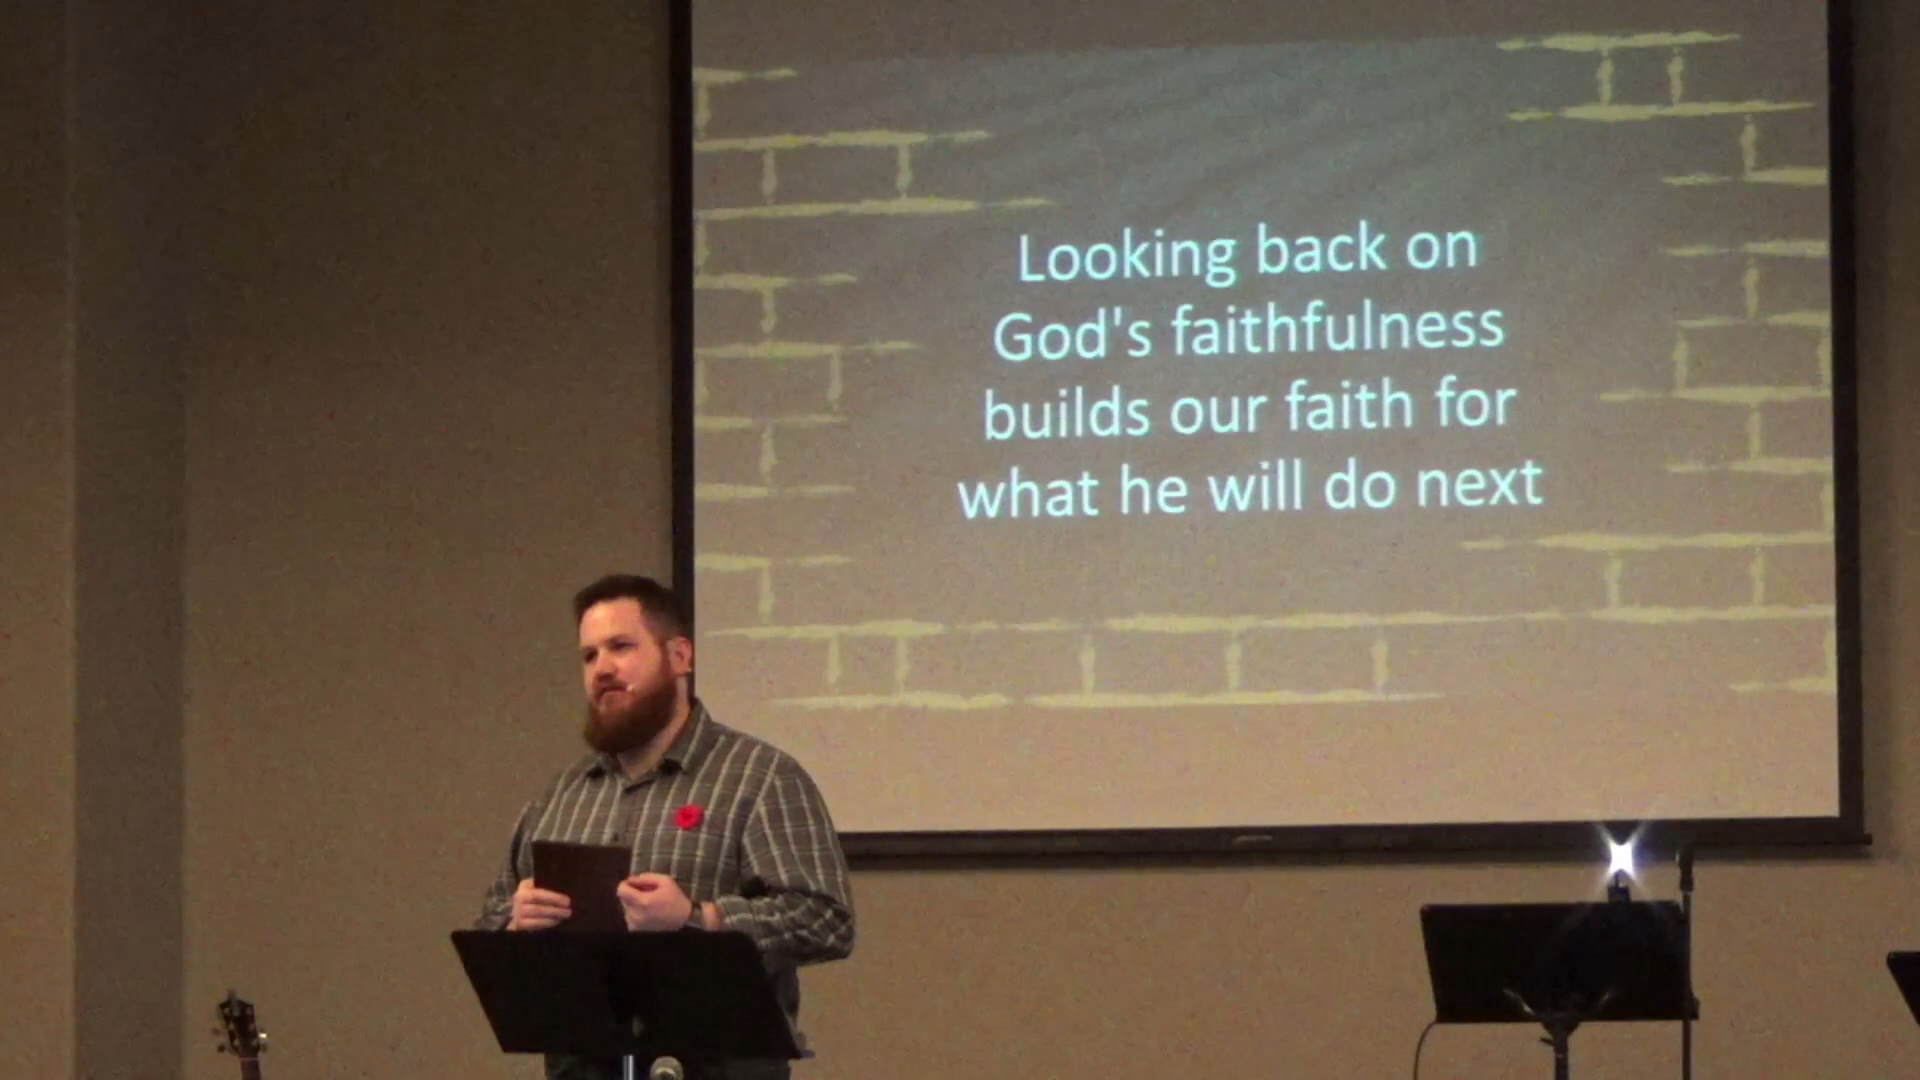 Looking back on
God's faithfulness
builds our faith for
what he will do next